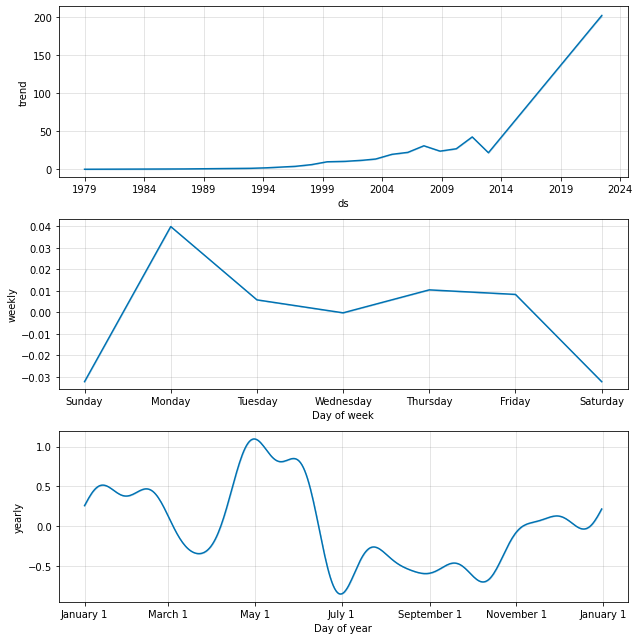 200
150
100
50
0
trend
1979 1984 1989 1994 1999 2004 2009 2014 2019 2024
ds
0.04
0.03
0.02
0.01
0.00
−0.01
−0.02
−0.03
weekly
Sunday Monday Tuesday Wednesday Thursday Friday Saturday
Day of week
1.0
0.5
0.0
−0.5
yearly
January 1 March 1 May 1 July 1 September 1 November 1 January 1
Day of year